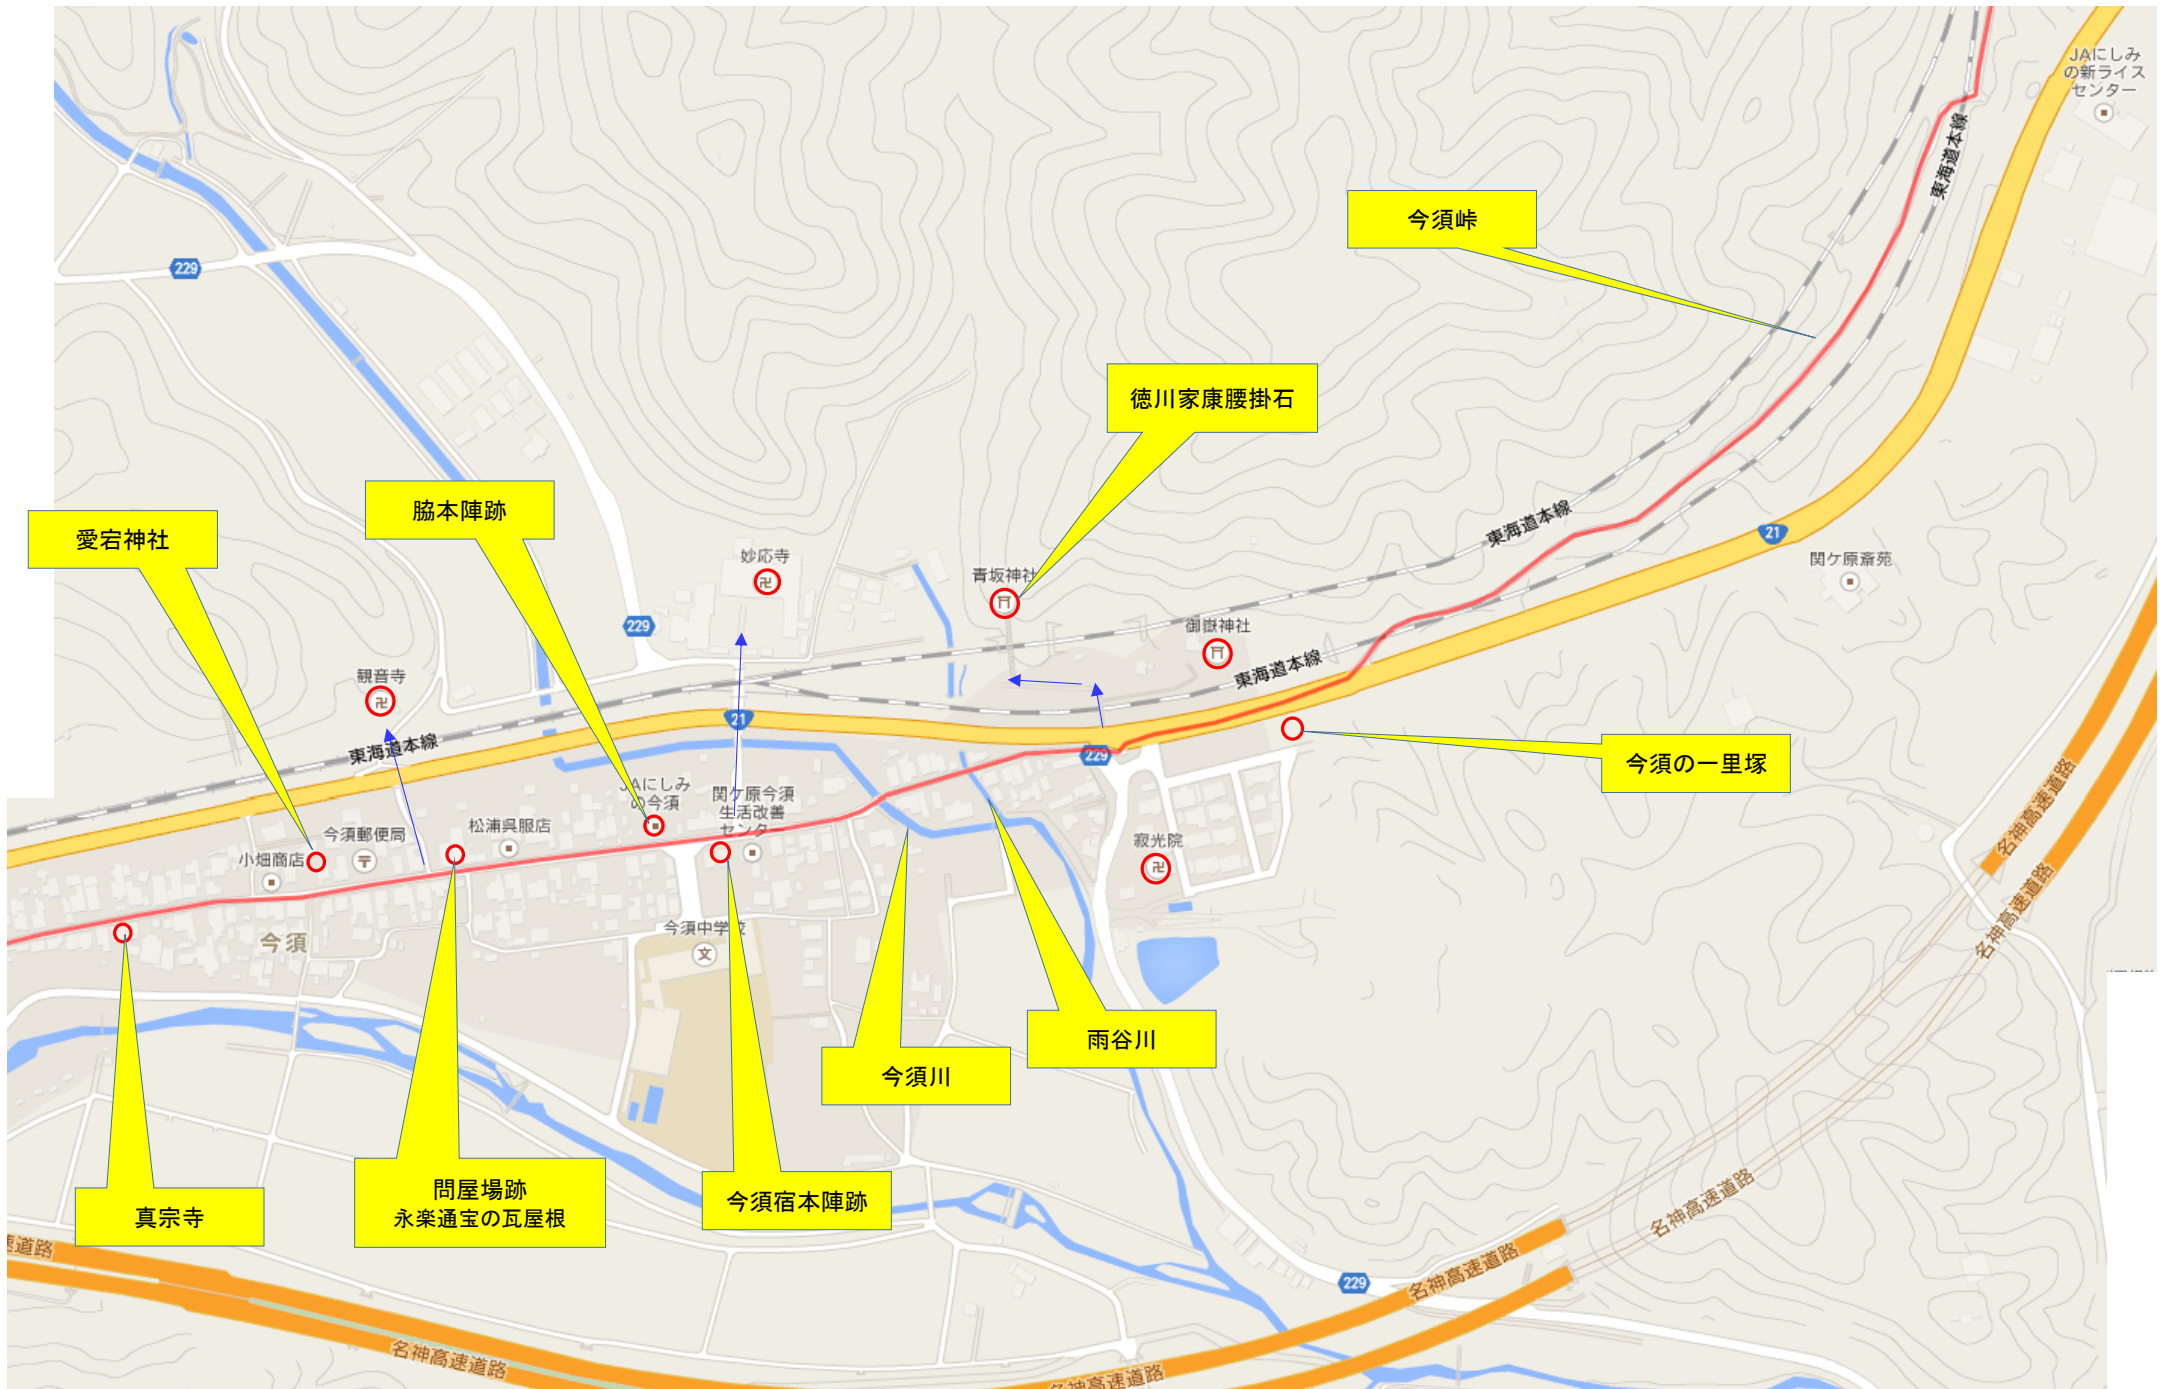 JAにしみ
の新ライス
センター
東海道本線
今須峠
229
徳川家康腰掛石
脇本陣跡
愛宕神社
東海道本線
21
関ケ原斎苑
妙応寺
青坂神社
229
御嶽神社
東海道本線
観音寺
21
東海道本線
229
今須の一里塚
JAにしみ
の今須
関ケ原今須
生活改善
センター
松浦呉服店
今須郵便局
小畑商店
寂光院
名神高速道路
名神高速道路
今須中学校
文
今須
雨谷川
今須川
問屋場跡
永楽通宝の瓦屋根
今須宿本陣跡
真宗寺
名神高速道路
速道路
名神高速道路
229
名神高速道路
名神高速道路